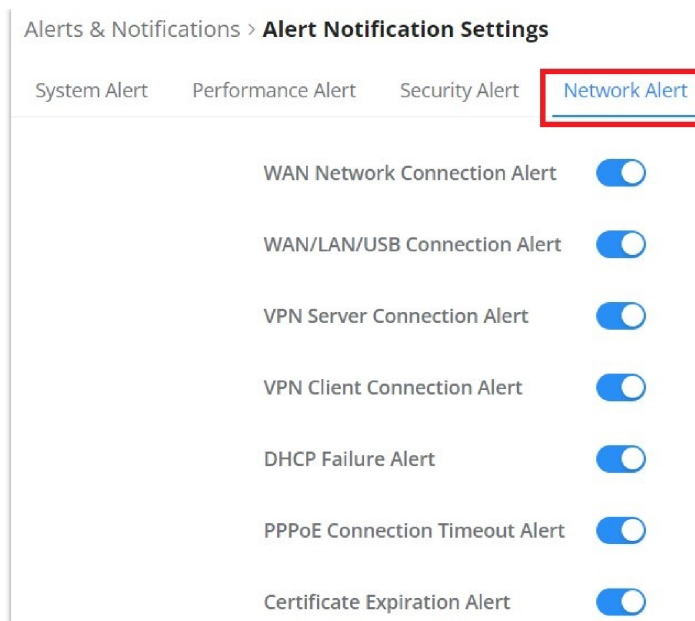 Alerts & Notifications > Alert Notification Settings
System Alert Performance Alert Security Alert Network Alert
WAN Network Connection Alert
WAN/LAN/USB Connection Alert
VPN Server Connection Alert
VPN Client Connection Alert
DHCP Failure Alert
PPPoE Connection Timeout Alert
Certificate Expiration Alert